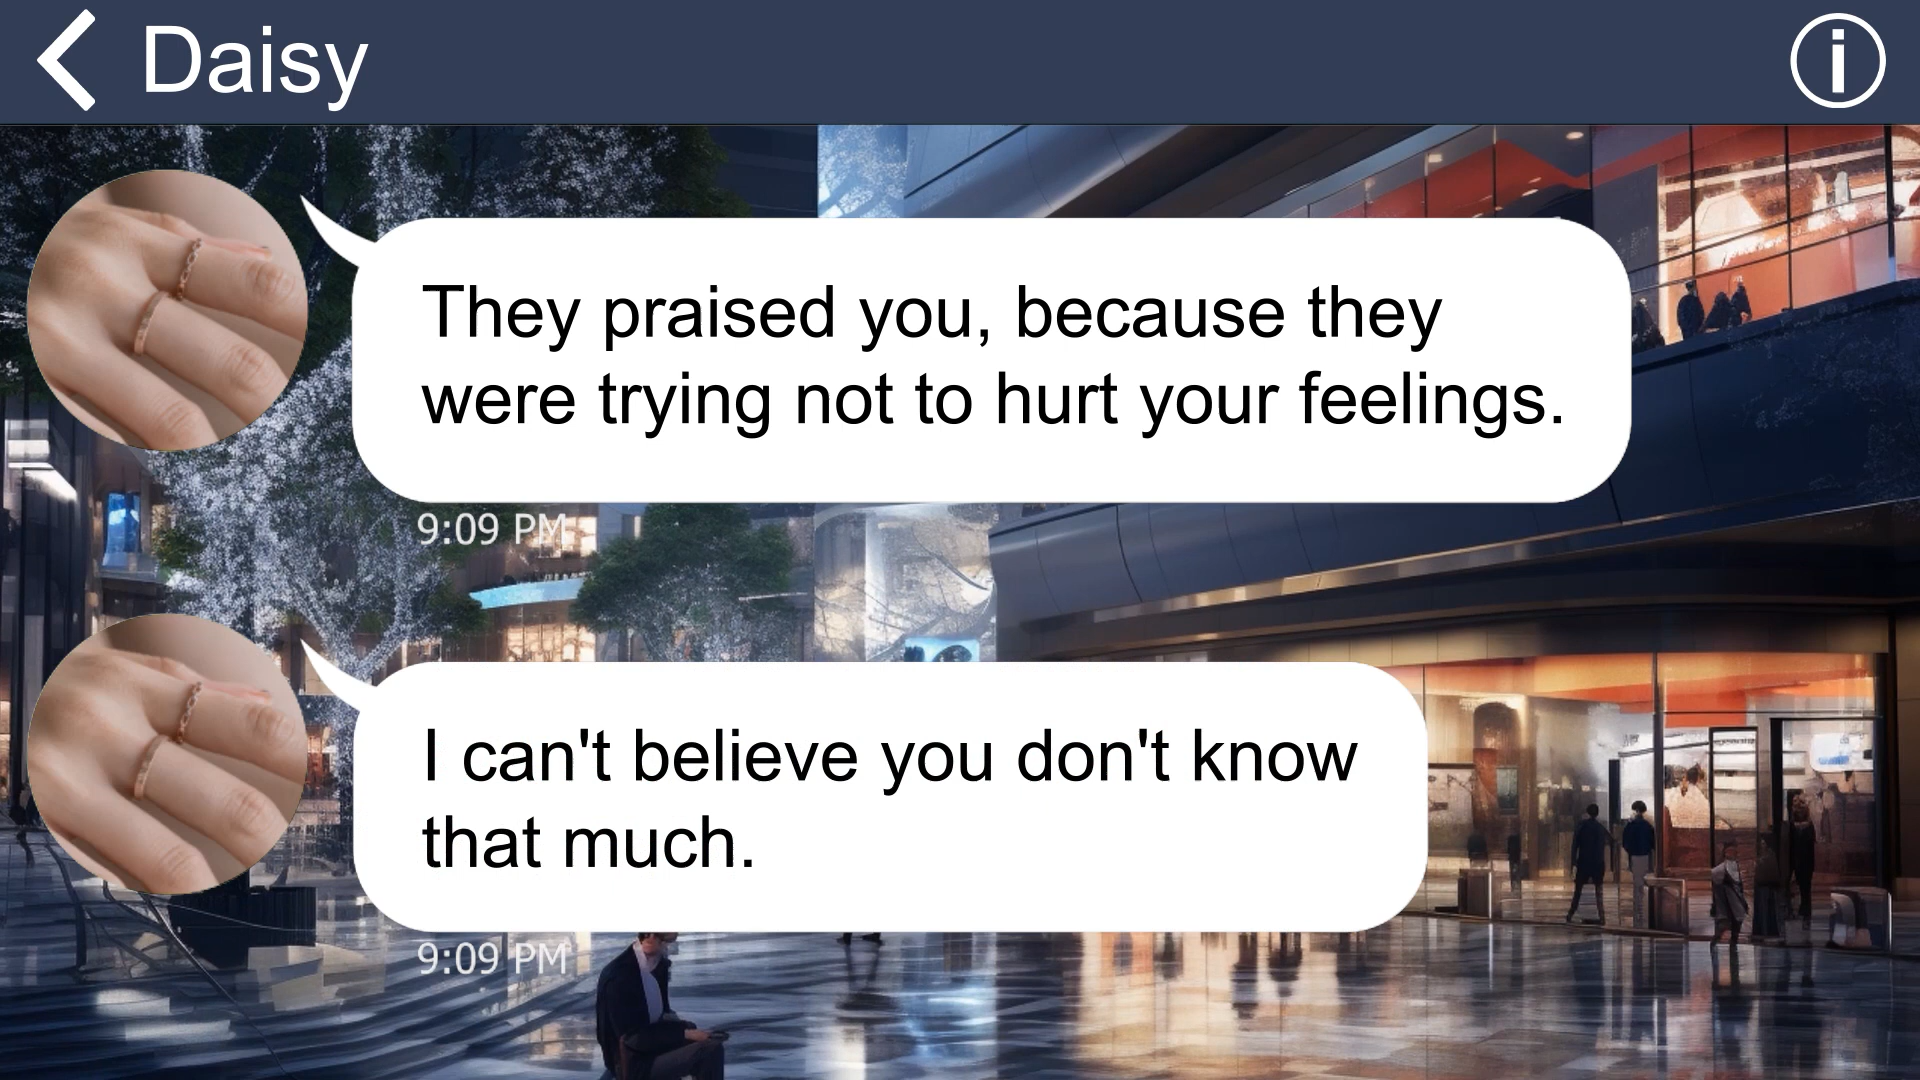 Daisy
They praised you, because they
were trying not to hurt your feelings.
9:09 PM
I can't believe you don't know
that much.
9:09 PM